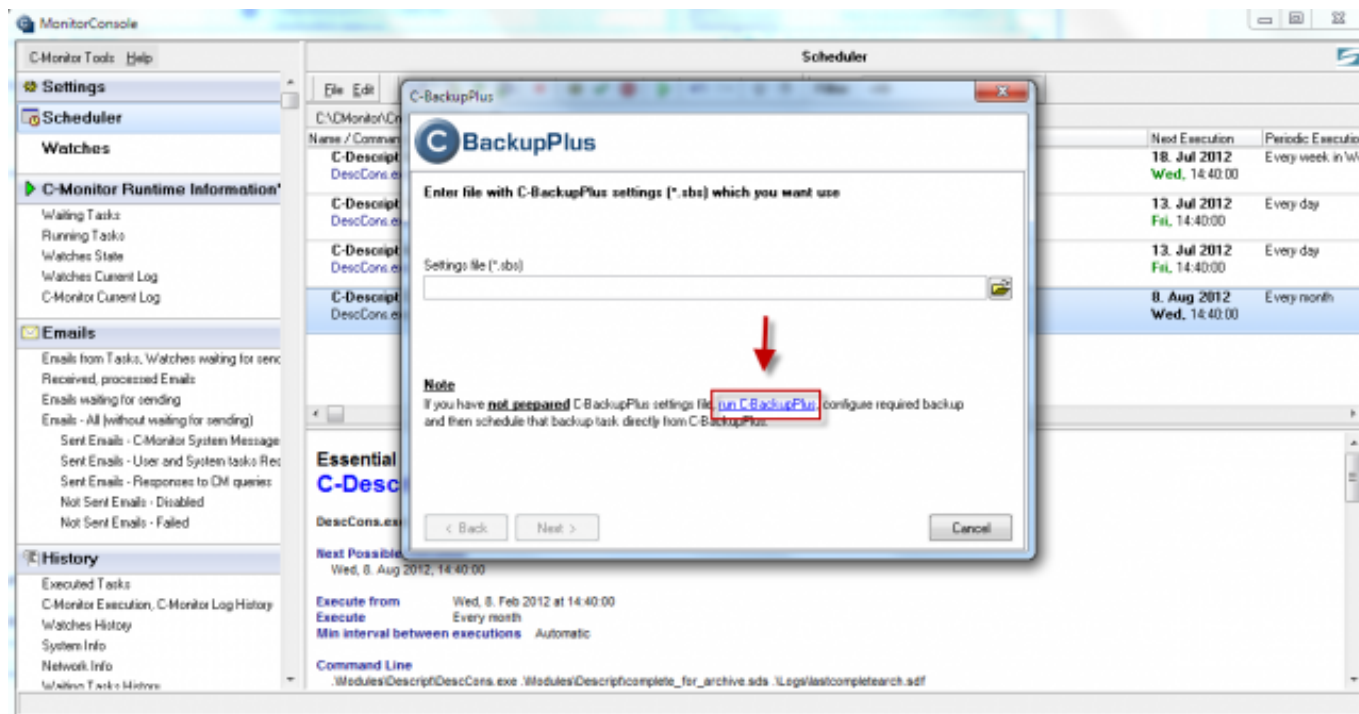 MonitorConsole
C-Monitor Tools Help
Scheduler
Settings
Scheduler
Watches
C-Monitor Runtime Information"
Waiting Tasks
Running Tasks
Watches State
Watches Current Log
C-Monitor Current Log
Emails
Emails from Tasks, Watches waiting for send
Received, processed Emails
Emails waiting for sending
Emails - All (without waiting for sending)
Sent Emails - C-Monitor System Message
Sent Emails - User and System tasks Rec
Sent Emails - Responses to CM queries
Not Sent Emails - Disabled
Not Sent Emails - Failed
History
Executed Tasks
C-Monitor Execution, C-Monitor Log History
Watches History
System Info
Network Info
Waiting Tasks History
File Edit
C:\CMonitor\Cm
Name / Comman
Next Execution Periodic Executio
C-Descript
DescCons.e
18. Jul 2012 Every week in W
Wed, 14:40:00
C-Descript
DescCons.e
13. Jul 2012 Every day
Fri, 14:40:00
C-Descript
DescCons.e
13. Jul 2012 Every day
Fri, 14:40:00
C-Descript
DescCons.e
8. Aug 2012 Every month
Wed, 14:40:00
C-BackupPlus
C BackupPlus
Enter file with C-BackupPlus settings (*.sbs) which you want use
Settings file (*.sbs)
Note
If you have not prepared C-BackupPlus settings file, run C-BackupPlus, configure required backup
and then schedule that backup task directly from C-BackupPlus.
< Back Next > Cancel
Essential
C-Desc
DescCons.ex
Next Possible
Wed, 8. Aug 2012, 14:40:00
Execute from Wed, 8. Feb 2012 at 14:40:00
Execute Every month
Min interval between executions Automatic
Command Line
.\Modules\Descript\DescCons.exe .\Modules\Descript\complete_for_archive.sds .\Logs\lastcompletearch.sdf